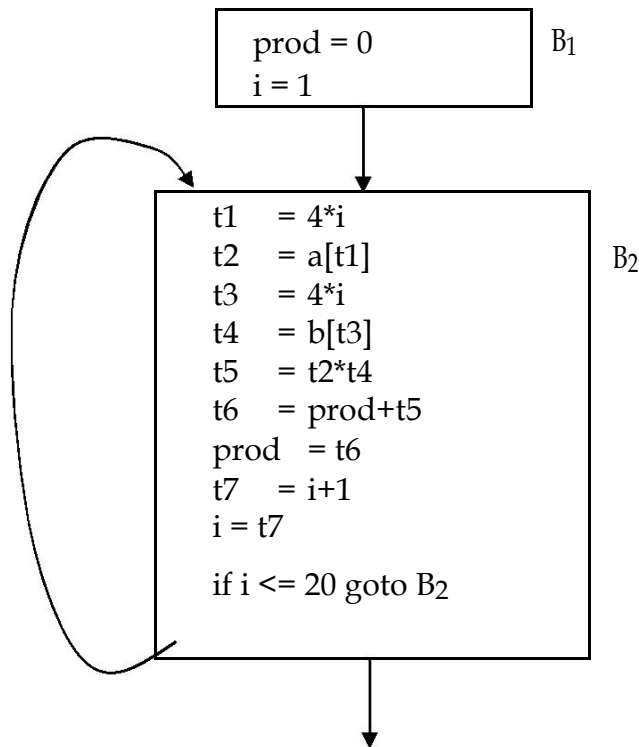 prod = 0
i = 1
B1
t1 = 4*i
t2 = a[t1]
t3 = 4*i
t4 = b[t3]
t5 = t2*t4
t6 = prod+t5
prod = t6
t7 = i+1
i = t7
if i <= 20 goto B2
B2